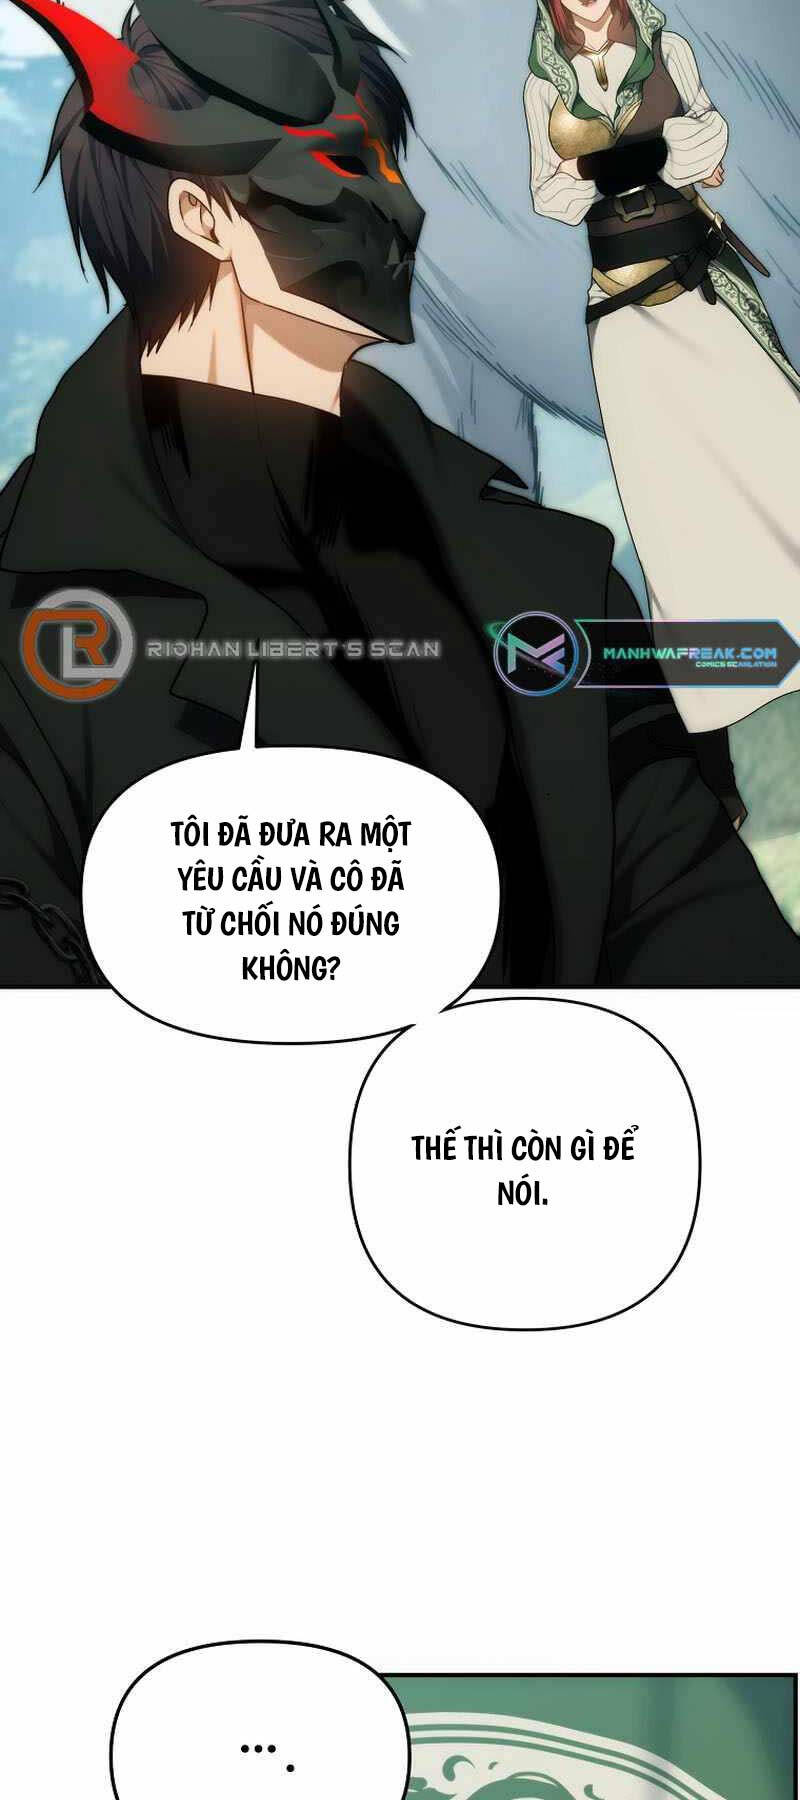 RIOHAN LIBERT'S SCAN
MANHWAFREAK.COM
COMICS SCANLATION
TÔI ĐÃ ĐƯA RA MỘT
YÊU CẦU VÀ CÔ ĐÃ
TỪ CHỐI NÓ ĐÚNG
KHÔNG?
THẾ THÌ CÒN GÌ ĐỂ
NÓI.
....